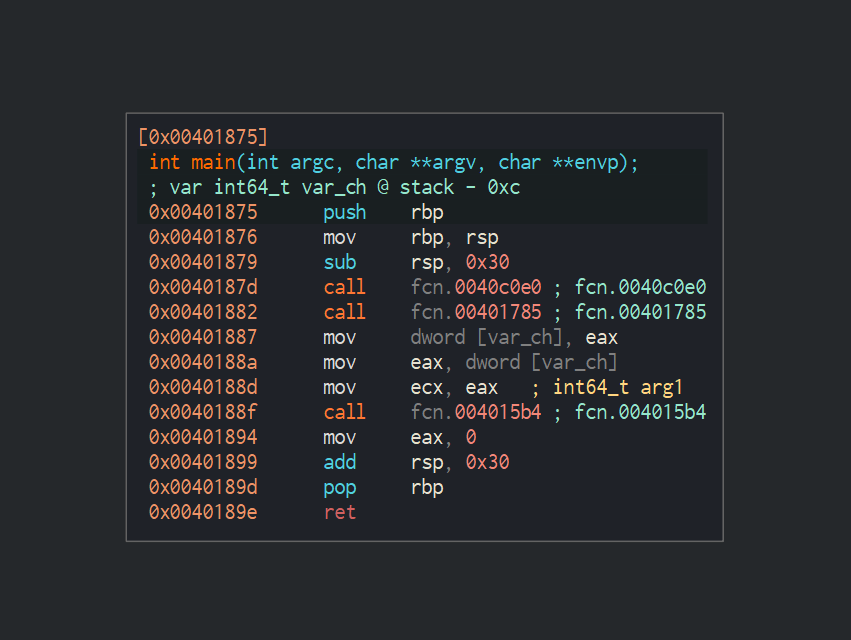 [0x00401875]
int main(int argc, char **argv, char **envp);
; var int64_t var_ch @ stack - 0xc
0x00401875 push rbp
0x00401876 mov rbp, rsp
0x00401879 sub rsp, 0x30
0x0040187d call fcn.0040c0e0 ; fcn.0040c0e0
0x00401882 call fcn.00401785 ; fcn.00401785
0x00401887 mov dword [var_ch], eax
0x0040188a mov eax, dword [var_ch]
0x0040188d mov ecx, eax ; int64_t arg1
0x0040188f call fcn.004015b4 ; fcn.004015b4
0x00401894 mov eax, 0
0x00401899 add rsp, 0x30
0x0040189d pop rbp
0x0040189e ret